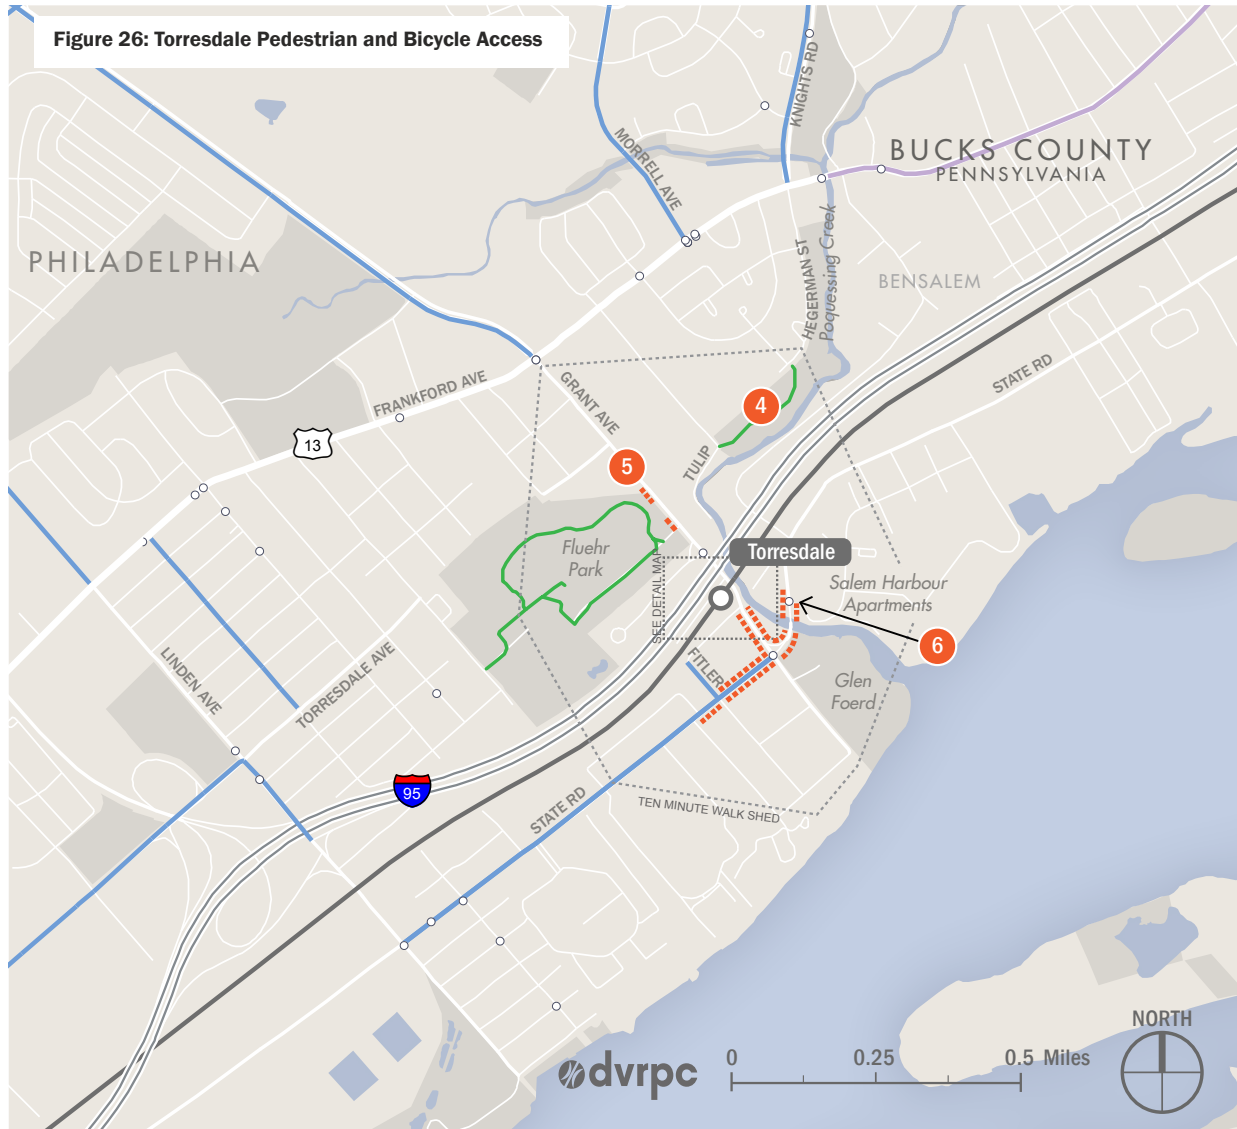 Figure 26: Torresdale Pedestrian and Bicycle Access
KNIGHTS RD
MORRELL AVE
BUCKS COUNTY
PENNSYLVANIA
PHILADELPHIA
HEGERMAN ST
Poquessing Creek
BENSALEM
STATE RD
FRANKFORD AVE
GRANT AVE
13
4
5
TULIP
Fluehr
Park
SEE DETAIL MAP
Torresdale
Salem Harbour
Apartments
6
FITLER
Glen
Foerd
LINDEN AVE
TORRESDALE AVE
95
STATE RD
TEN MINUTE WALK SHED
dvrpc
0 0.25 0.5 Miles
NORTH